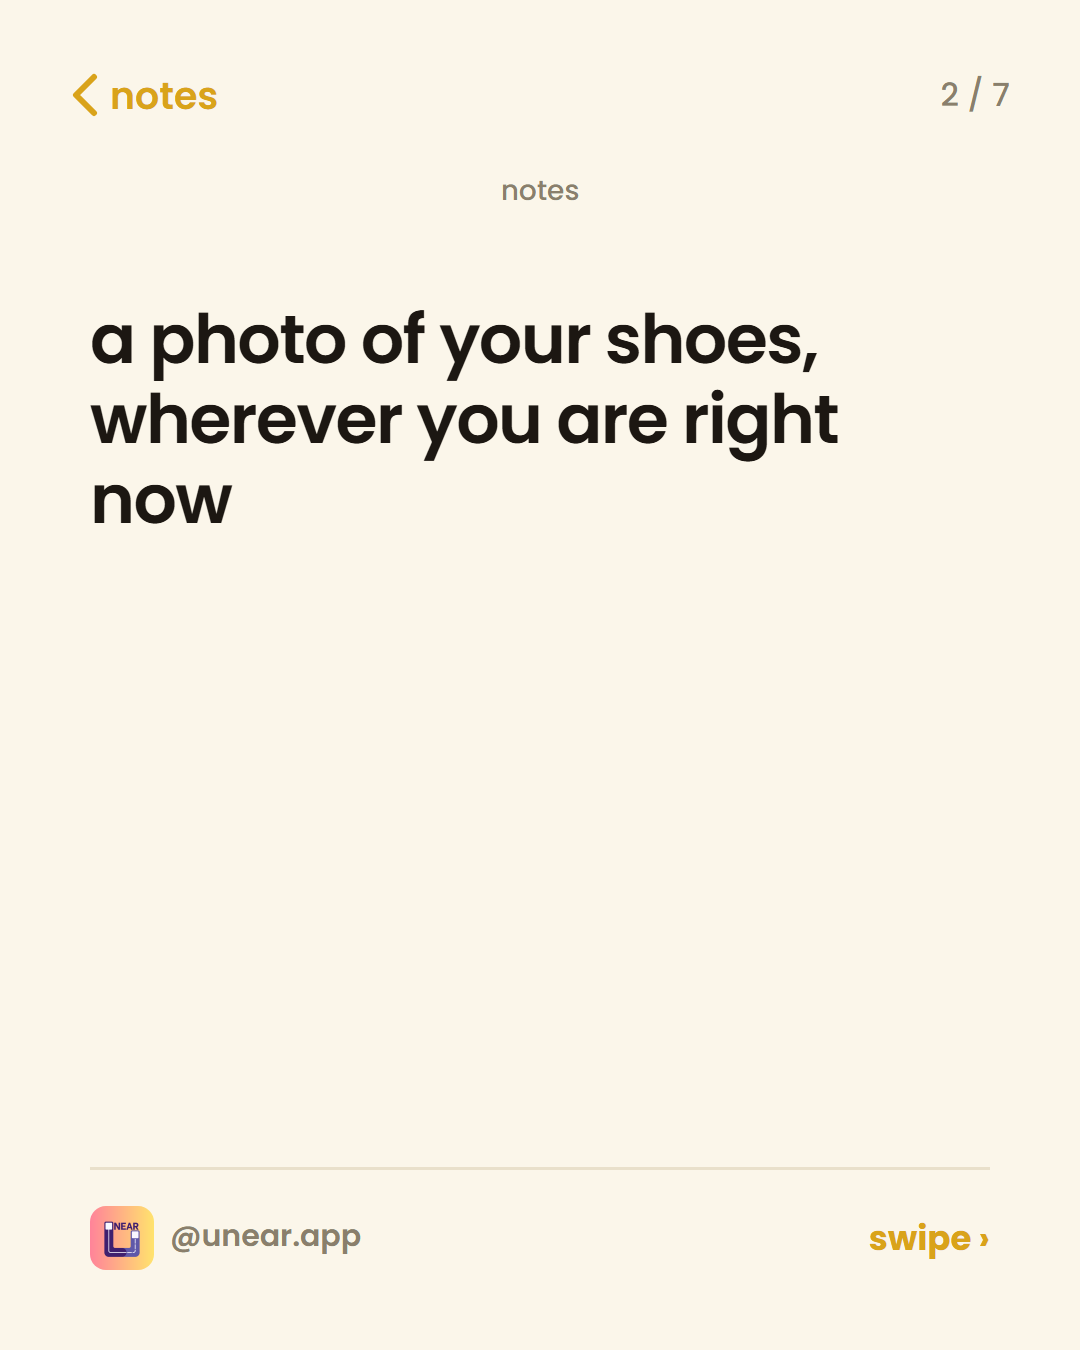 notes
2 / 7
notes
a photo of your shoes,
wherever you are right
now
NEAR
@unear.app
swipe ›